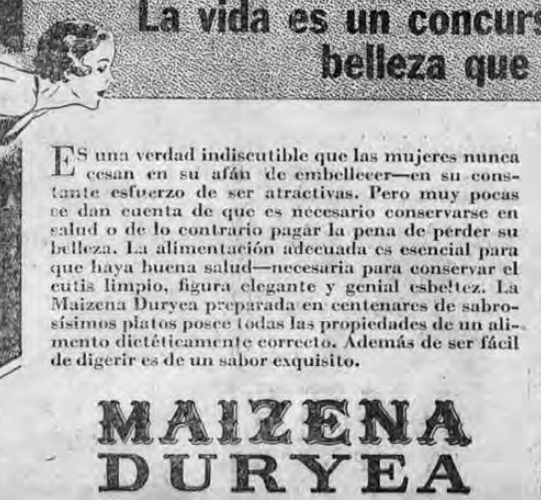 La vida es un concurs
belleza que
ES una verdad indiscutible que las mujeres nunca
cesan en su afán de embellecer—en su cons-
tante esfuerzo de ser atractivas. Pero muy pocas
se dan cuenta de que es necesario conservarse en
salud o de lo contrario pagar la pena de perder su
belleza. La alimentación adecuada es esencial para
que haya buena salud—necesaria para conservar el
cutis limpio, figura elegante y genial esbeltez. La
Maizena Duryea preparada en centenares de sabro-
sísimos platos posee todas las propiedades de un ali-
mento dietéticamente correcto. Además de ser fácil
de digerir es de un sabor exquisito.
MAIZENA
DURYEA